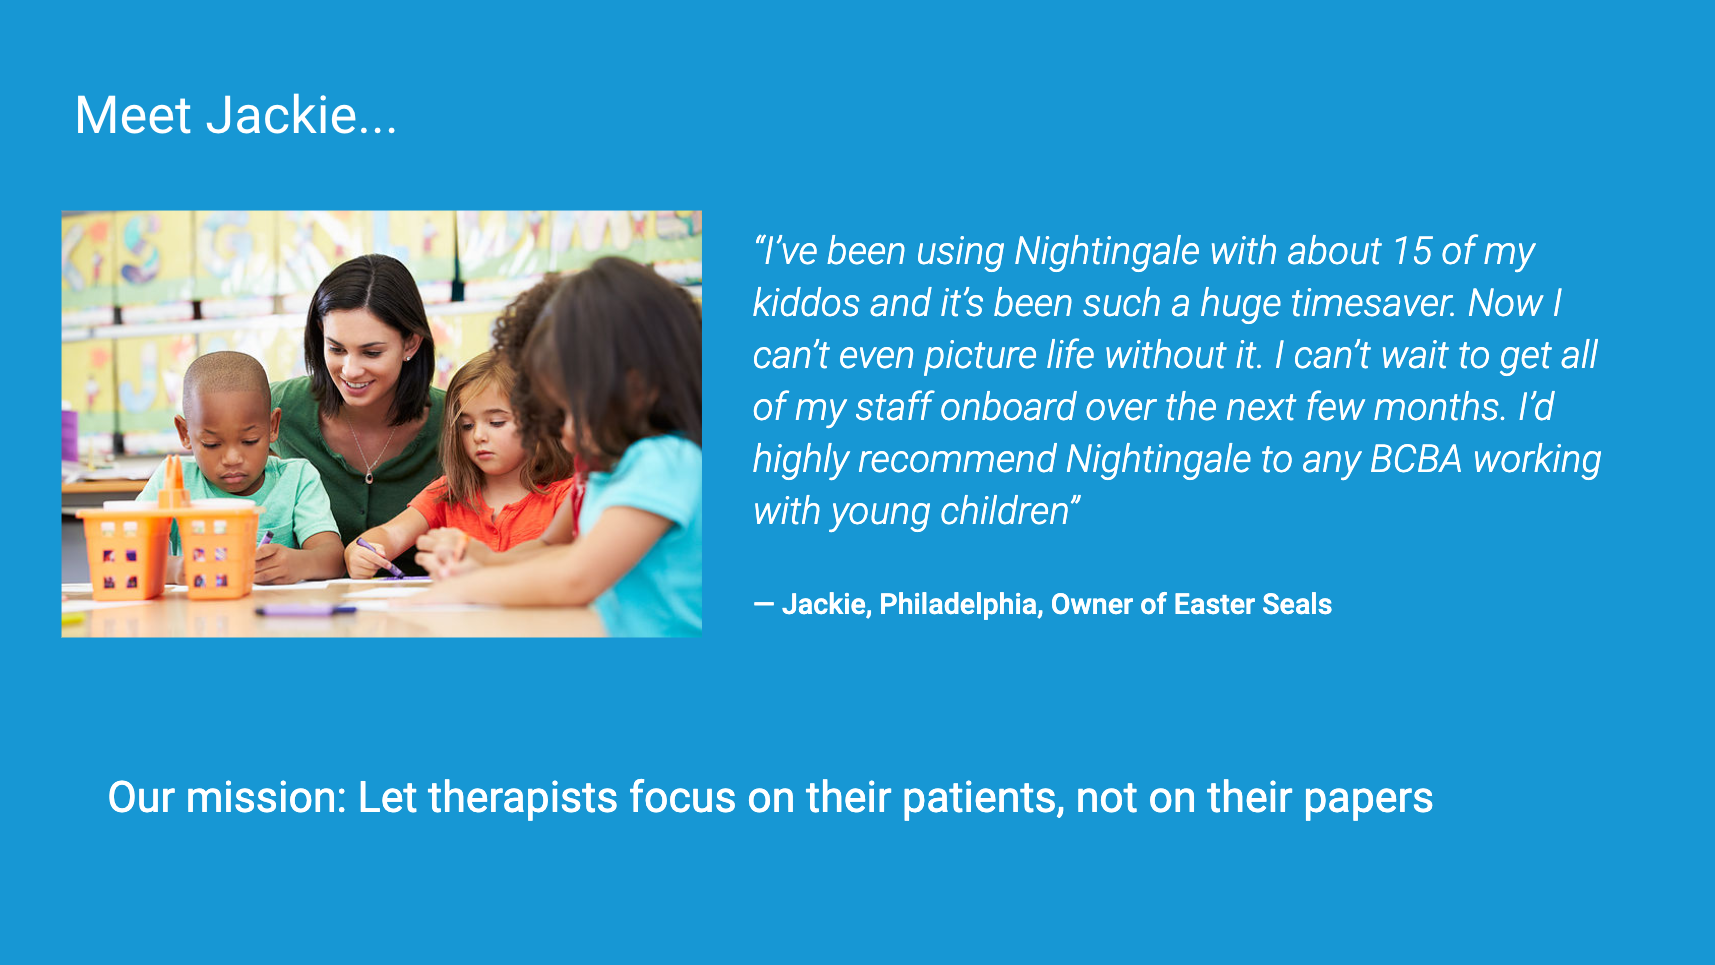 Meet Jackie...
“I’ve been using Nightingale with about 15 of my
kiddos and it’s been such a huge timesaver. Now I
can’t even picture life without it. I can’t wait to get all
of my staff onboard over the next few months. I’d
highly recommend Nightingale to any BCBA working
with young children”
— Jackie, Philadelphia, Owner of Easter Seals
Our mission: Let therapists focus on their patients, not on their papers